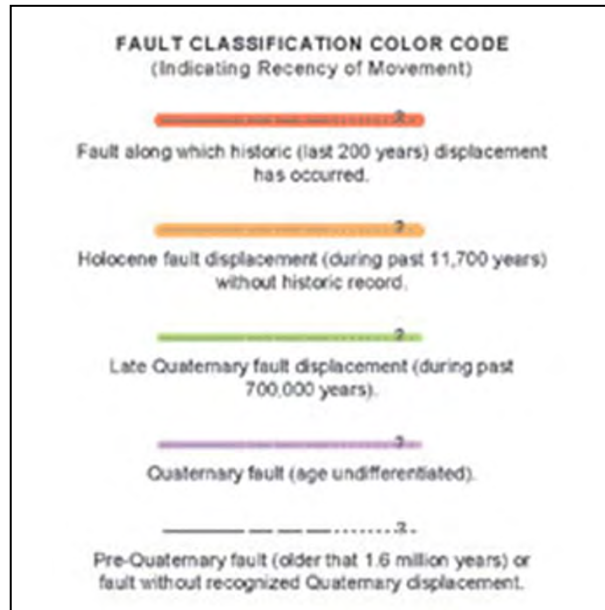 FAULT CLASSIFICATION COLOR CODE
(Indicating Recency of Movement)
?
Fault along which historic (last 200 years) displacement
has occurred.
?
Holocene fault displacement (during past 11,700 years)
without historic record.
?
Late Quaternary fault displacement (during past
700,000 years).
?
Quaternary fault (age undifferentiated).
?
Pre-Quaternary fault (older that 1.6 million years) or
fault without recognized Quaternary displacement.